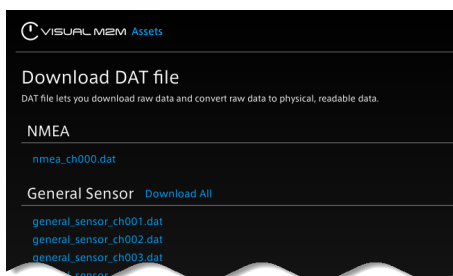 VISUAL M2M Assets
Download DAT file
DAT file lets you download raw data and convert raw data to physical, readable data.
NMEA
nmea_ch000.dat
General Sensor Download All
general_sensor_ch001.dat
general_sensor_ch002.dat
general_sensor_ch003.dat